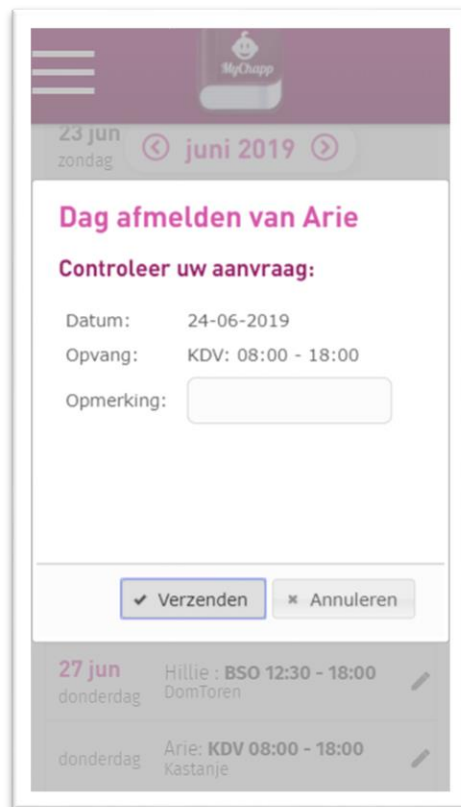 MyChapp
23 jun
zondag
juni 2019
Dag afmelden van Arie
Controleer uw aanvraag:
Datum: 24-06-2019
Opvang: KDV: 08:00 - 18:00
Opmerking:
Verzenden Annuleren
27 jun Hillie : BSO 12:30 - 18:00
donderdag DomToren
Arie: KDV 08:00 - 18:00
donderdag Kastanje